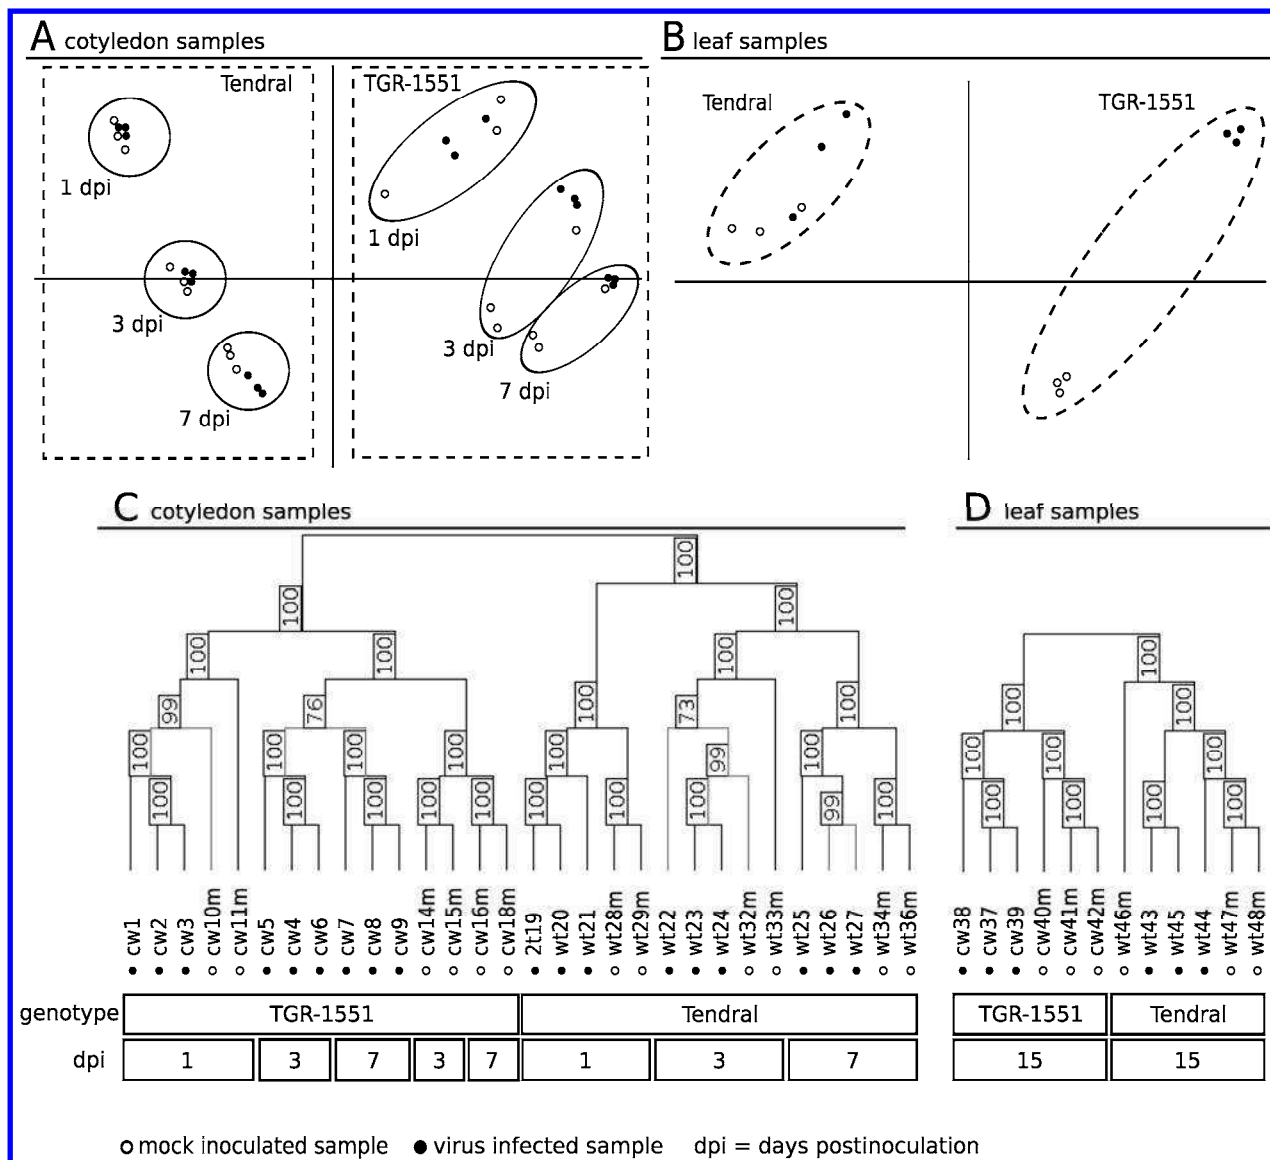 A cotyledon samples
B leaf samples
Tendral
TGR-1551
1 dpi
3 dpi
7 dpi
1 dpi
3 dpi
7 dpi
Tendral
TGR-1551
C cotyledon samples
D leaf samples
100
100 100
100 100 100 100 100
99 76 100 73 100 100 100
100 100 100 100 100 99 100 100 100 100
100 100 100 100 100 100 100 99 100 100 100 100 100
cw1 cw2 cw3 cw10m cw11m cw5 cw4 cw6 cw7 cw8 cw9 cw14m cw15m cw16m cw18m 2t19 wt20 wt21 wt28m wt29m wt22 wt23 wt24 wt32m wt33m wt25 wt26 wt27 wt34m wt36m cw38 cw37 cw39 cw40m cw41m cw42m wt46m wt43 wt45 wt44 wt47m wt48m
genotype TGR-1551 Tendral TGR-1551 Tendral
dpi 1 3 7 3 7 1 3 7 15 15
mock inoculated sample virus infected sample dpi = days postinoculation